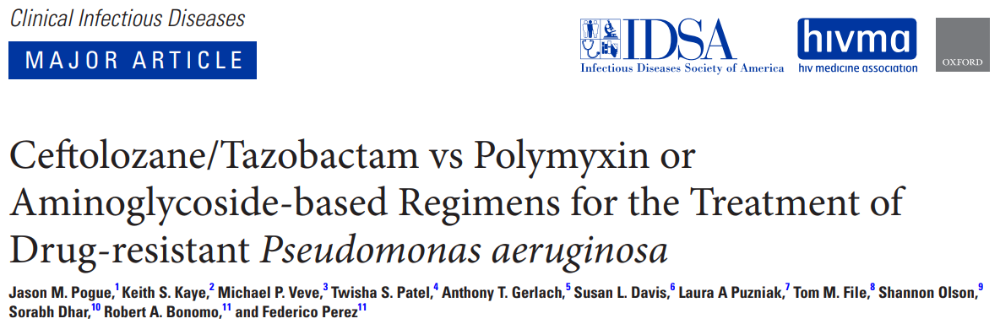 Clinical Infectious Diseases
MAJOR ARTICLE
IDSA
Infectious Diseases Society of America
hivma
hiv medicine association
OXFORD
Ceftolozane/Tazobactam vs Polymyxin or
Aminoglycoside-based Regimens for the Treatment of
Drug-resistant Pseudomonas aeruginosa
Jason M. Pogue,1 Keith S. Kaye,2 Michael P. Veve,3 Twisha S. Patel,4 Anthony T. Gerlach,5 Susan L. Davis,6 Laura A Puzniak,7 Tom M. File,8 Shannon Olson,9
Sorabh Dhar,10 Robert A. Bonomo,11 and Federico Perez11